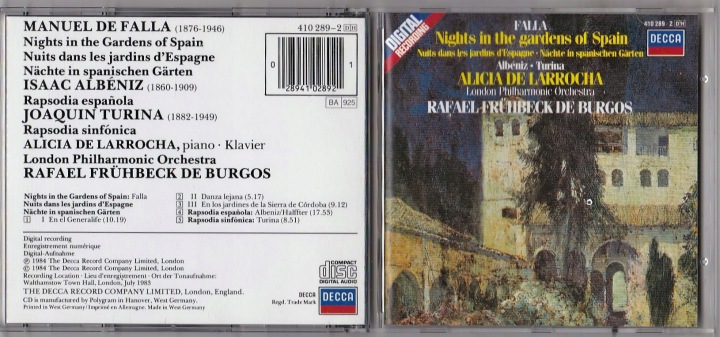 MANUEL DE FALLA (1876-1946)
Nights in the Gardens of Spain
Nuits dans les jardins d'Espagne
Nächte in spanischen Gärten
ISAAC ALBÉNIZ (1860-1909)
Rapsodia española
JOAQUIN TURINA (1882-1949)
Rapsodia sinfónica
ALICIA DE LARROCHA, piano · Klavier
London Philharmonic Orchestra
RAFAEL FRÜHBECK DE BURGOS
410 289-2 DH
0
1
28941 02892
BA 925
Nights in the Gardens of Spain: Falla
Nuits dans les jardins d'Espagne
Nächte in spanischen Gärten
1 I En el Generalife (10.19)
2 II Danza lejana (5.17)
3 III En los jardines de la Sierra de Córdoba (9.12)
4 Rapsodia española: Albeniz/Halffter (17.53)
5 Rapsodia sinfónica: Turina (8.51)
Digital recording
Enregistrement numérique
Digital-Aufnahme
℗ 1984 The Decca Record Company Limited, London
© 1984 The Decca Record Company Limited, London
Recording Location · Lieu d'enregistrement · Ort der Tonaufnahme:
Walthamstow Town Hall, London, July 1983
THE DECCA RECORD COMPANY LIMITED, London, England.
CD is manufactured by Polygram in Hanover, West Germany.
Printed in West Germany / Imprimé en Allemagne. Made in West Germany
COMPACT
disc
DIGITAL AUDIO
DECCA
Regd. Trade Mark
DECCA
DIGITAL
RECORDING
410 289-2 DH
DECCA
FALLA
Nights in the gardens of Spain
Nuits dans les jardins d'Espagne · Nächte in spanischen Gärten
Albéniz · Turina
ALICIA DE LARROCHA
London Philharmonic Orchestra
RAFAEL FRÜHBECK DE BURGOS